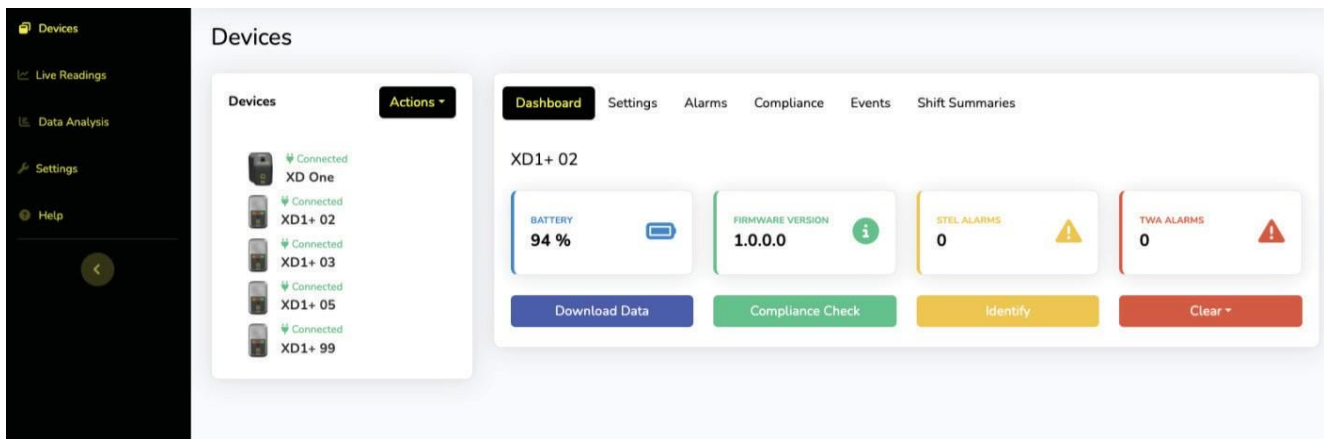 Devices
Live Readings
Data Analysis
Settings
Help
Devices
Devices
Actions
Connected
XD One
Connected
XD1+ 02
Connected
XD1+ 03
Connected
XD1+ 05
Connected
XD1+ 99
Dashboard Settings Alarms Compliance Events Shift Summaries
XD1+ 02
BATTERY
94 %
FIRMWARE VERSION
1.0.0.0
STEL ALARMS
0
TWA ALARMS
0
Download Data
Compliance Check
Identify
Clear